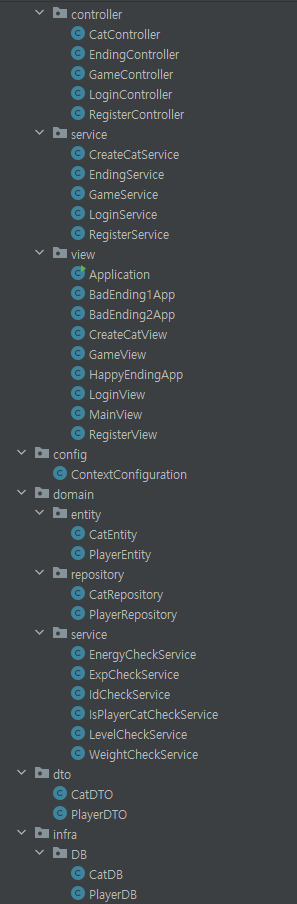 controller
CatController
EndingController
GameController
LoginController
RegisterController
service
CreateCatService
EndingService
GameService
LoginService
RegisterService
view
Application
BadEnding1App
BadEnding2App
CreateCatView
GameView
HappyEndingApp
LoginView
MainView
RegisterView
config
ContextConfiguration
domain
entity
CatEntity
PlayerEntity
repository
CatRepository
PlayerRepository
service
EnergyCheckService
ExpCheckService
IdCheckService
IsPlayerCatCheckService
LevelCheckService
WeightCheckService
dto
CatDTO
PlayerDTO
infra
DB
CatDB
PlayerDB